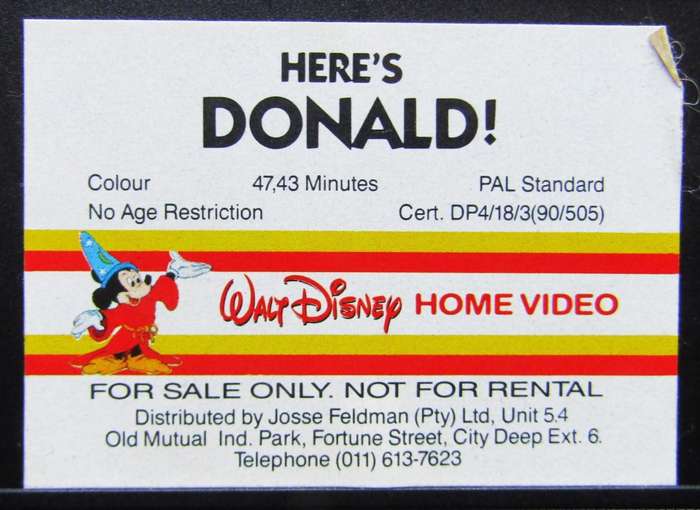 HERE'S
DONALD!
Colour 47,43 Minutes PAL Standard
No Age Restriction Cert. DP4/18/3(90/505)
WALT DISNEY HOME VIDEO
FOR SALE ONLY. NOT FOR RENTAL
Distributed by Josse Feldman (Pty) Ltd, Unit 5.4
Old Mutual Ind. Park, Fortune Street, City Deep Ext. 6.
Telephone (011) 613-7623